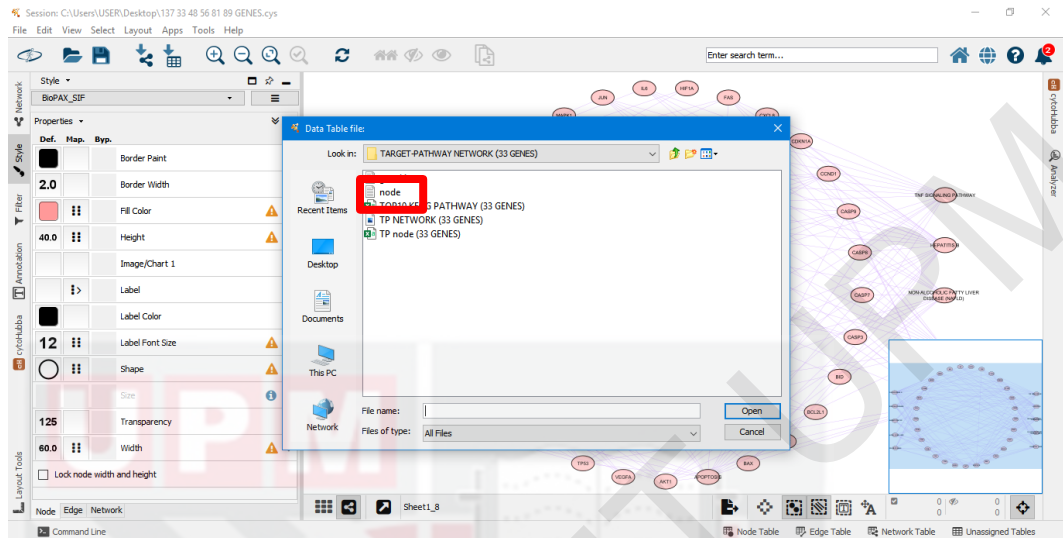 Session: C:\Users\USER\Desktop\137 33 48 56 81 89 GENES.cys
File Edit View Select Layout Apps Tools Help
Enter search term...
2
Style
BioPAX_SIF
Properties
Def. Map. Byp.
Border Paint
2.0 Border Width
Fill Color
40.0 Height
Image/Chart 1
Label
Label Color
12 Label Font Size
Shape
Size
125 Transparency
60.0 Width
Lock node width and height
Node Edge Network
Command Line
Network
Style
Filter
Annotation
cytoHubba
Layout Tools
Data Table file:
Look in: TARGET-PATHWAY NETWORK (33 GENES)
node
TOP10 KEGG PATHWAY (33 GENES)
TP NETWORK (33 GENES)
TP node (33 GENES)
Recent Items
Desktop
Documents
This PC
Network
File name:
Files of type: All Files
Open
Cancel
JUN
IL6
HIF1A
FAS
CDKN1A
CCND1
CASP9
CASP8
CASP7
CASP3
BID
BCL2L1
BAX
APOPTOSIS
AKT1
VEGFA
TP53
TNF SIGNALING PATHWAY
HEPATITIS B
NON-ALCOHOLIC FATTY LIVER
DISEASE (NAFLD)
Sheet1_8
0 0
0 0
Node Table Edge Table Network Table Unassigned Tables
cytoHubba
Analyzer
UPM